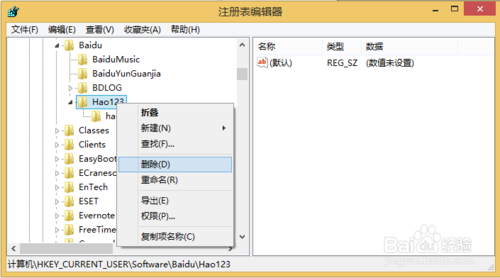 注册表编辑器
文件(F) 编辑(E) 查看(V) 收藏夹(A) 帮助(H)
Baidu
BaiduMusic
BaiduYunGuanjia
BDLOG
Hao123
ha
Classes
Clients
EasyBoot
ECranesc
EnTech
ESET
Evernote
FreeTime
折叠
新建(N)
查找(F)...
删除(D)
重命名(R)
导出(E)
权限(P)...
复制项名称(C)
名称 类型 数据
ab (默认) REG_SZ (数值未设置)
计算机\HKEY_CURRENT_USER\Software\Baidu\Hao123
Baidu 经验